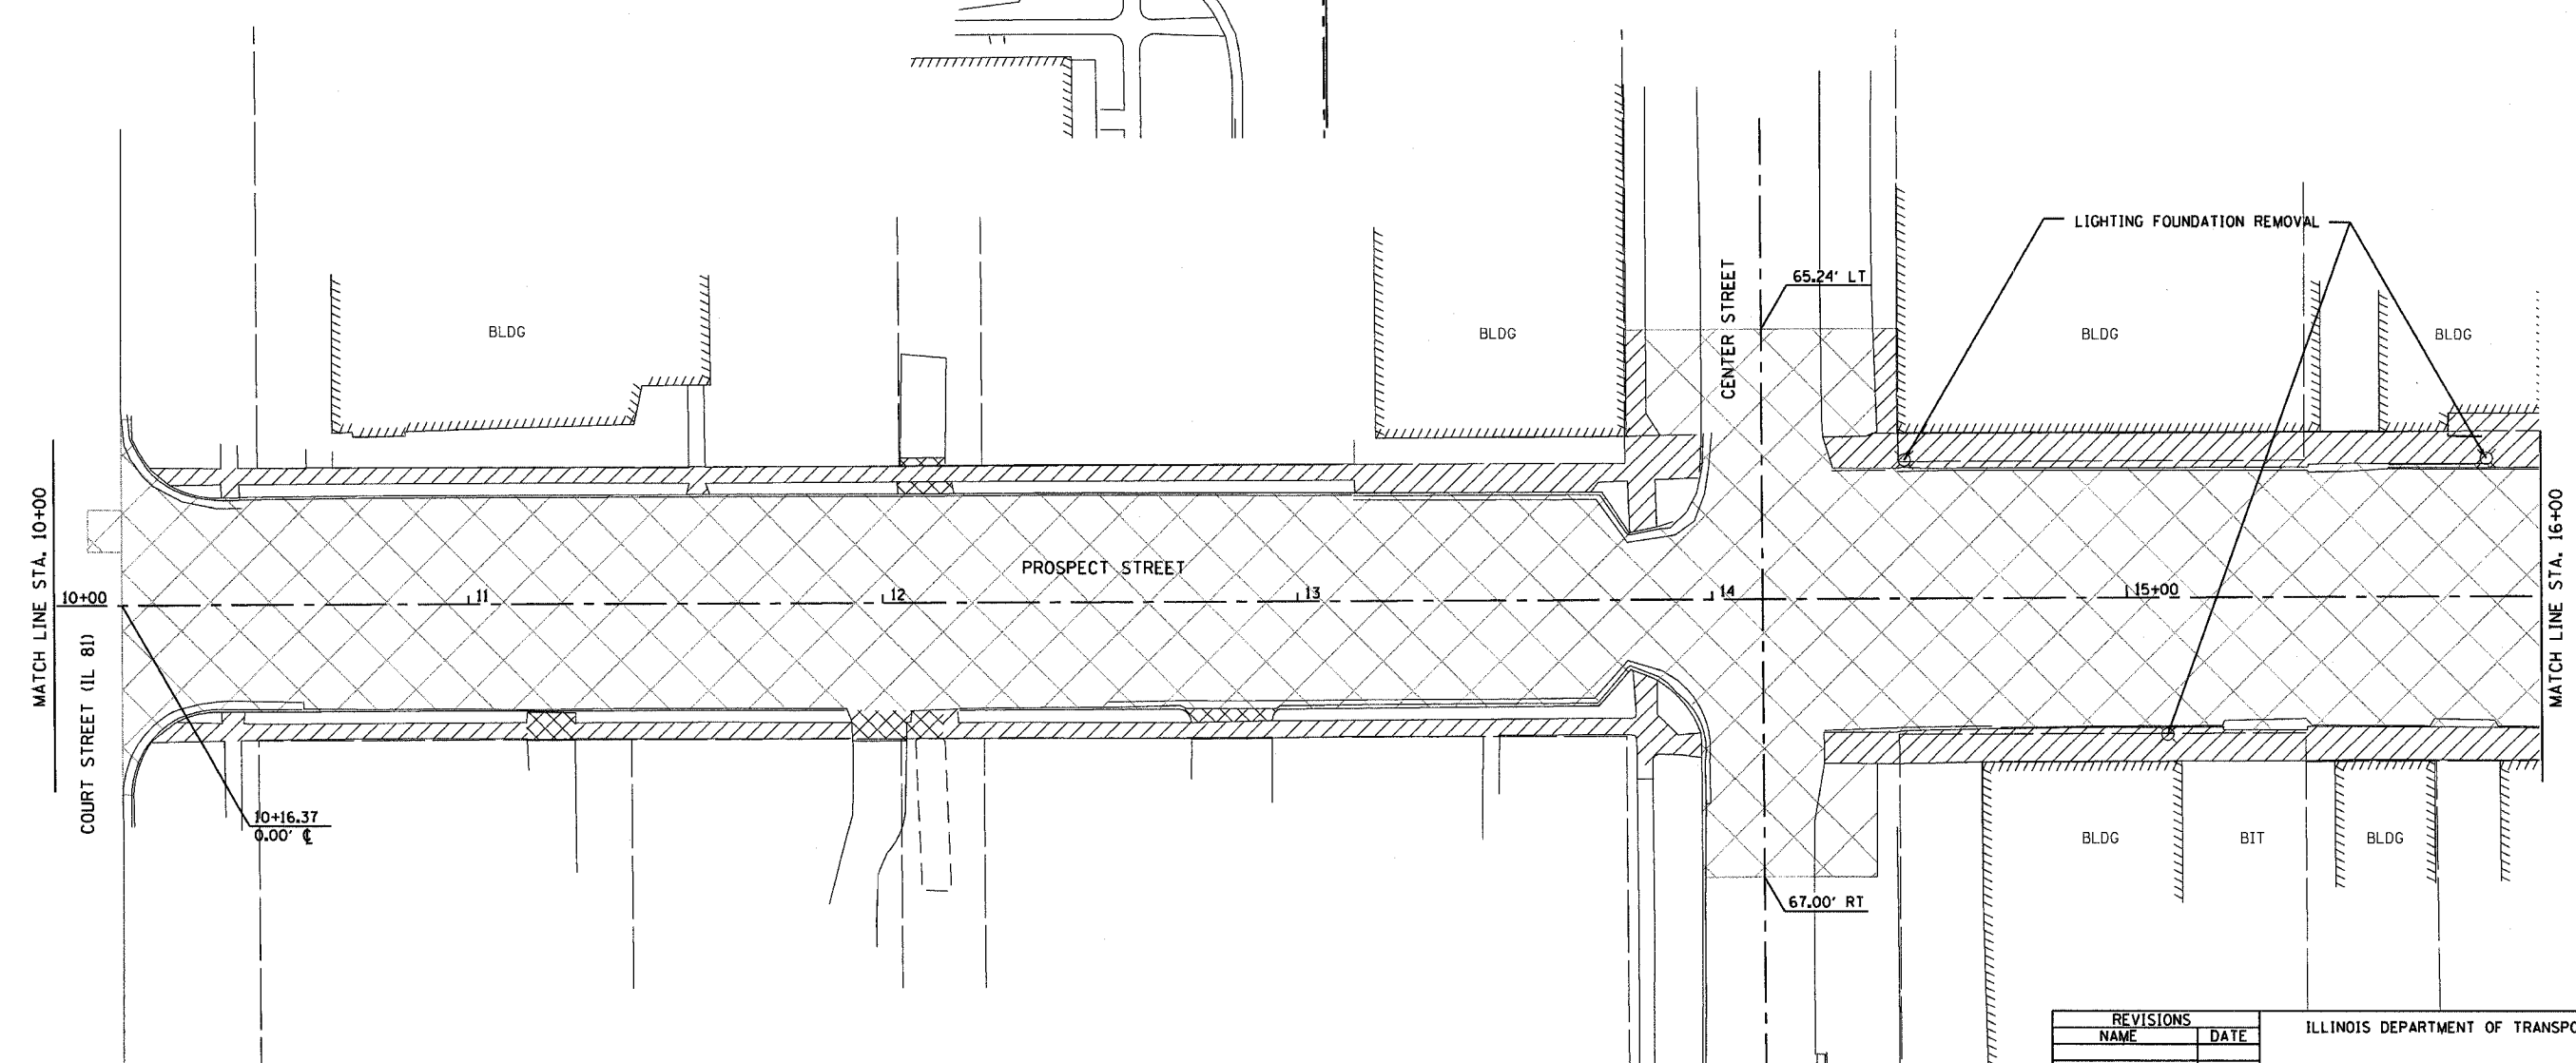 LIGHTING FOUNDATION REMOVAL
65.24' LT
CENTER STREET
BLDG
BLDG
BLDG
BLDG
MATCH LINE STA. 10+00
MATCH LINE STA. 16+00
PROSPECT STREET
10+00
11
12
13
14
15+00
COURT STREET (IL 81)
10+16.37
0.00' ℄
67.00' RT
BLDG
BIT
BLDG
REVISIONS
NAME
DATE
ILLINOIS DEPARTMENT OF TRANSPO